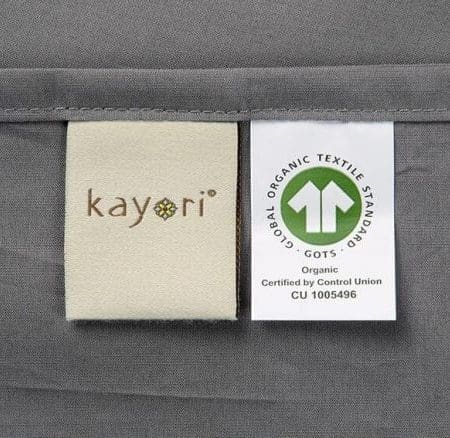 kayori®
GLOBAL ORGANIC TEXTILE STANDARD · GOTS ·
Organic
Certified by Control Union
CU 1005496